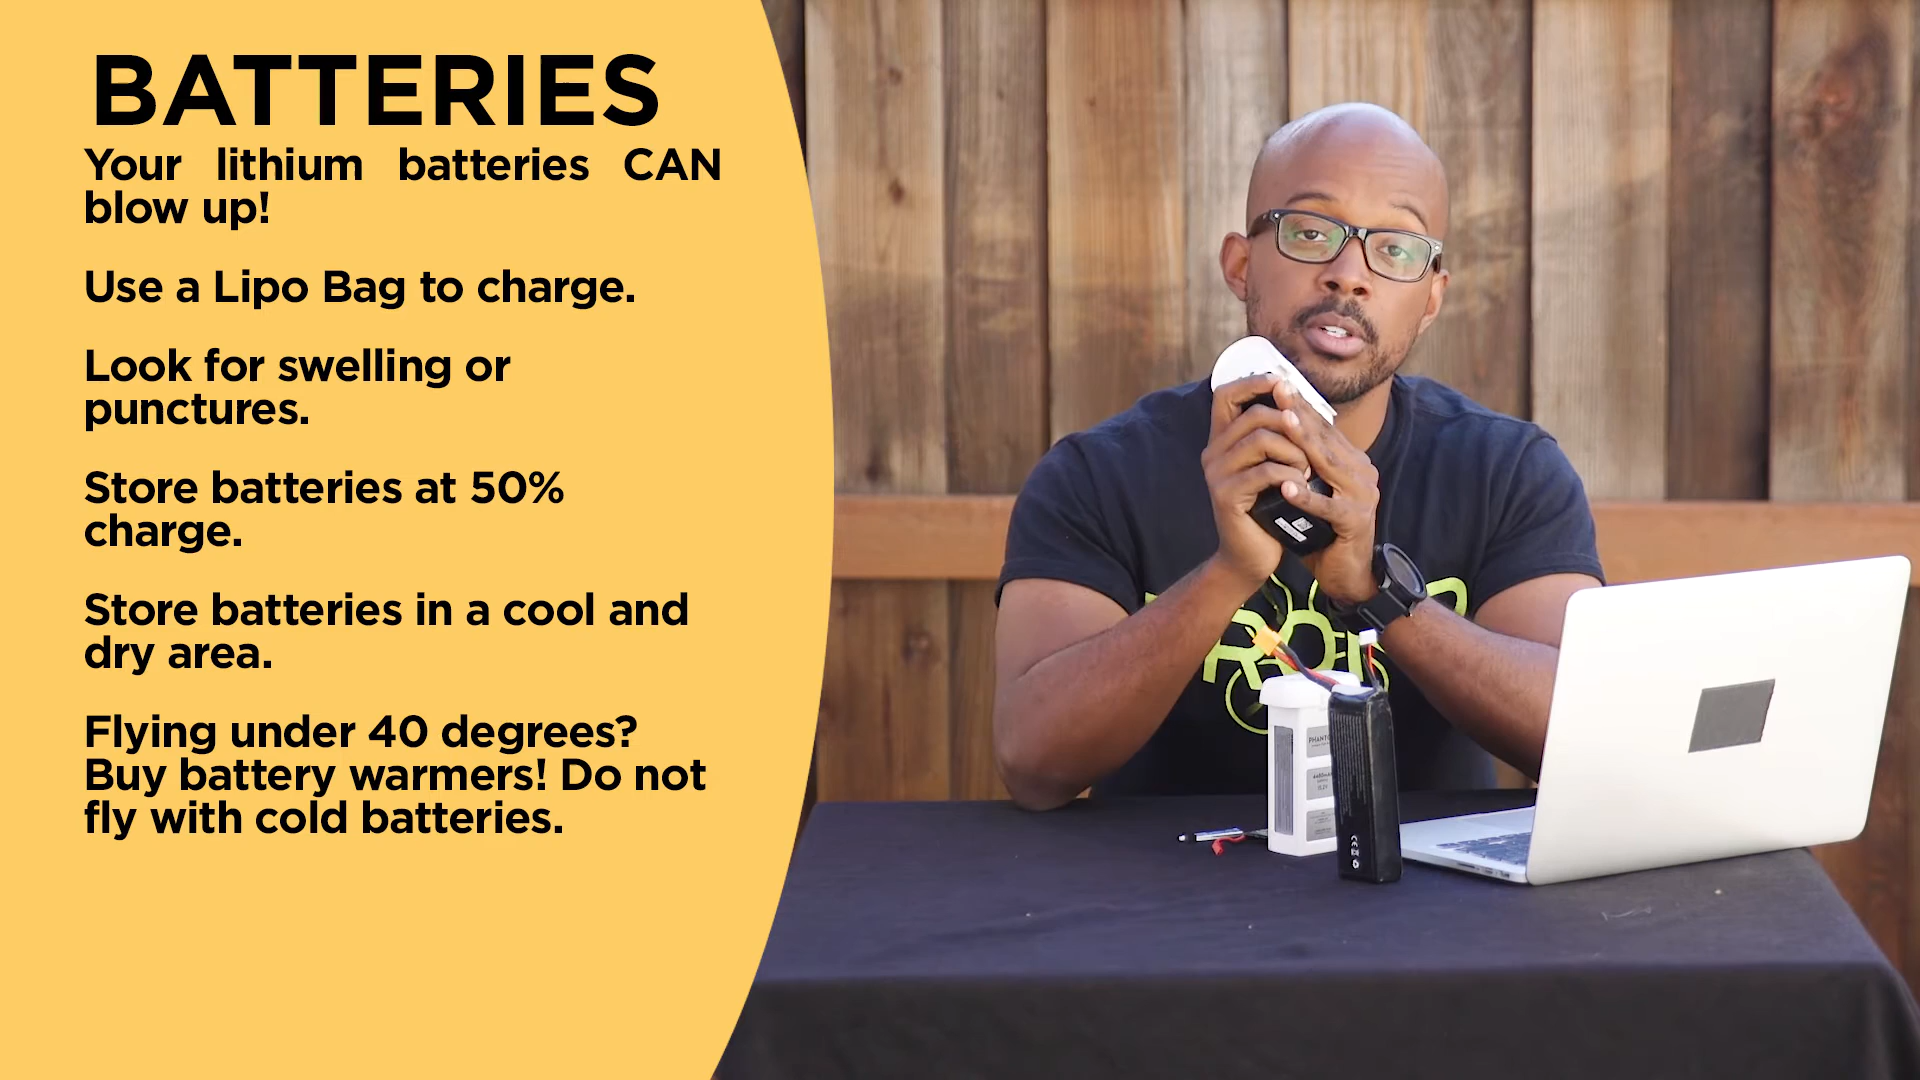 BATTERIES
Your lithium batteries CAN
blow up!
Use a Lipo Bag to charge.
Look for swelling or
punctures.
Store batteries at 50%
charge.
Store batteries in a cool and
dry area.
Flying under 40 degrees?
Buy battery warmers! Do not
fly with cold batteries.